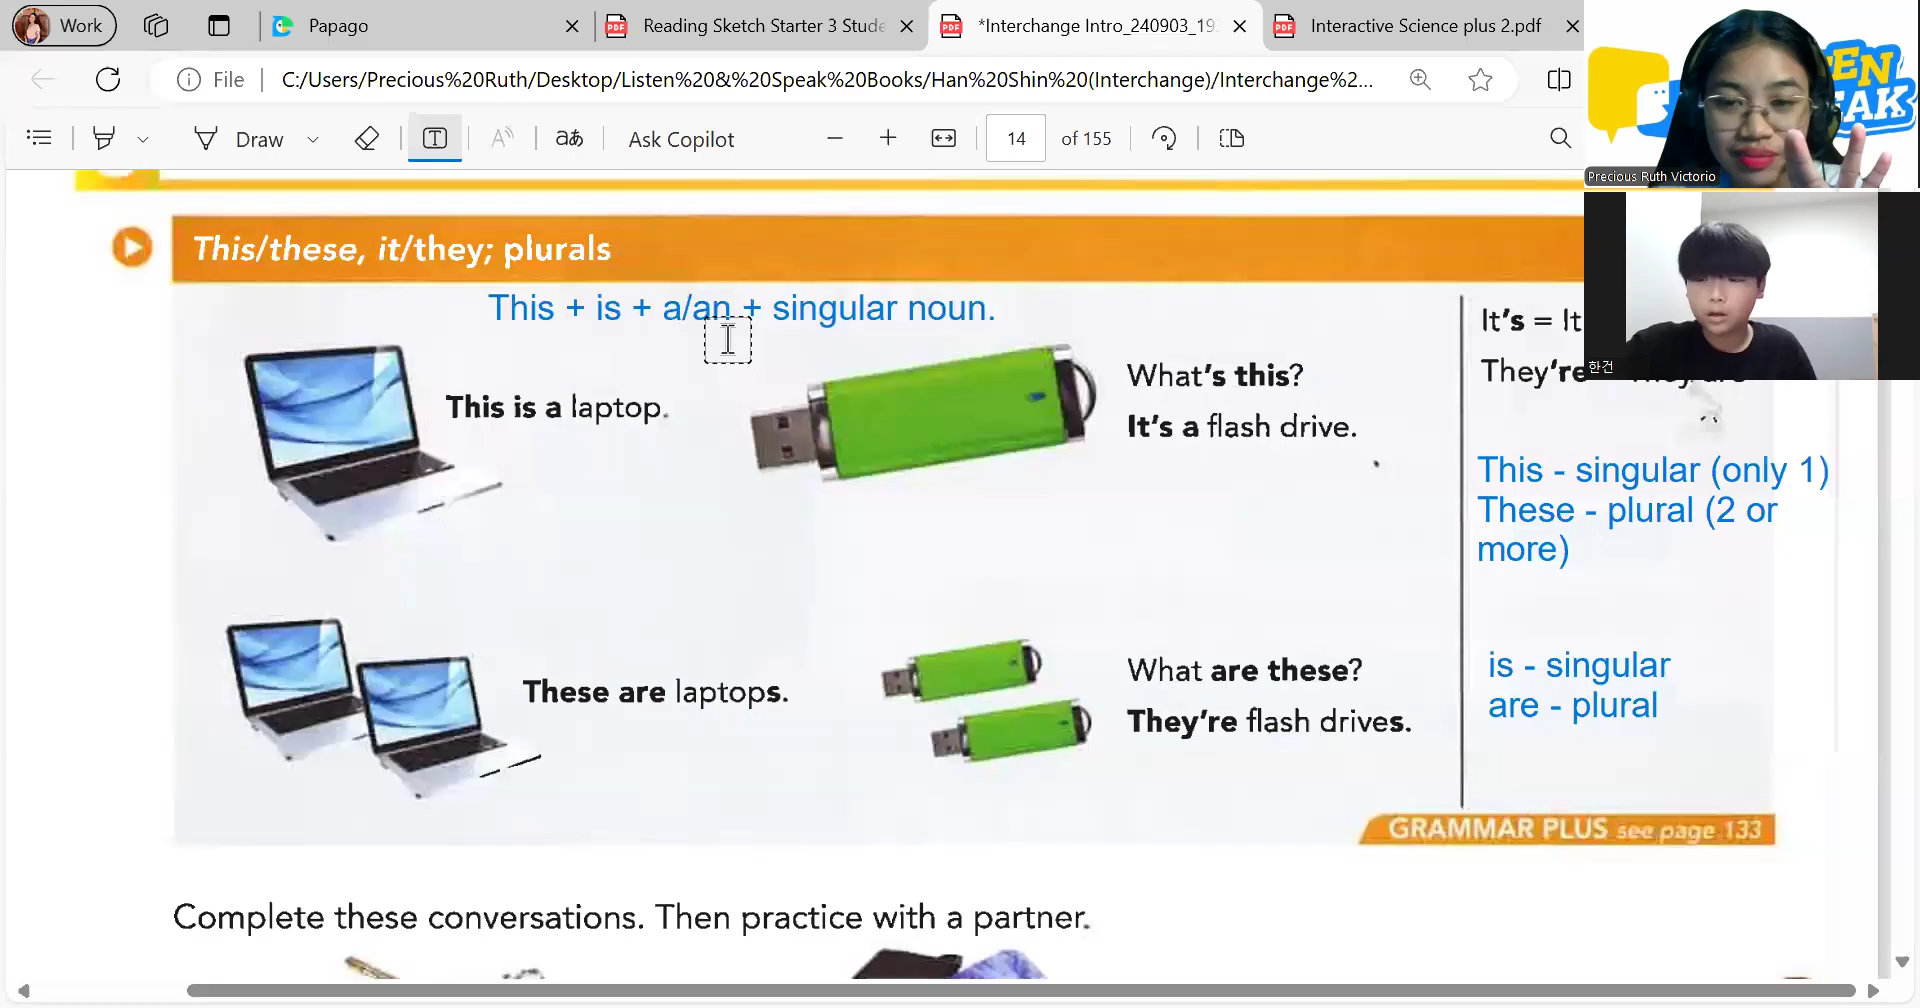 Work
Papago
Reading Sketch Starter 3 Stude
*Interchange Intro_240903_19
Interactive Science plus 2.pdf
File
C:/Users/Precious%20Ruth/Desktop/Listen%20&%20Speak%20Books/Han%20Shin%20(Interchange)/Interchange%2...
Draw
aあ
Ask Copilot
14 of 155
EN
EAK
Precious Ruth Victorio
한건
This/these, it/they; plurals
This + is + a/an + singular noun.
This is a laptop.
What's this?
It's a flash drive.
It's = It
They're
These are laptops.
What are these?
They're flash drives.
This - singular (only 1)
These - plural (2 or
more)
is - singular
are - plural
GRAMMAR PLUS see page 133
Complete these conversations. Then practice with a partner.